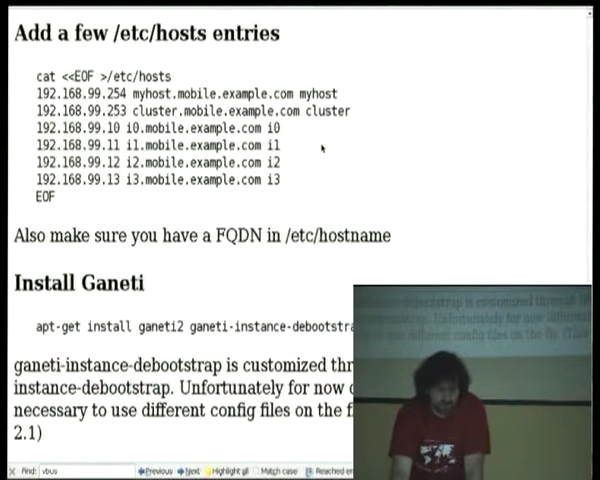 Add a few /etc/hosts entries
cat <<EOF >/etc/hosts
192.168.99.254 myhost.mobile.example.com myhost
192.168.99.253 cluster.mobile.example.com cluster
192.168.99.10 i0.mobile.example.com i0
192.168.99.11 i1.mobile.example.com i1
192.168.99.12 i2.mobile.example.com i2
192.168.99.13 i3.mobile.example.com i3
EOF
Also make sure you have a FQDN in /etc/hostname
Install Ganeti
apt-get install ganeti2 ganeti-instance-debootstra
ganeti-instance-debootstrap is customized thr
instance-debootstrap. Unfortunately for now
necessary to use different config files on the f
2.1)
Find: vbus Previous Next Highlight all Match case Reached en